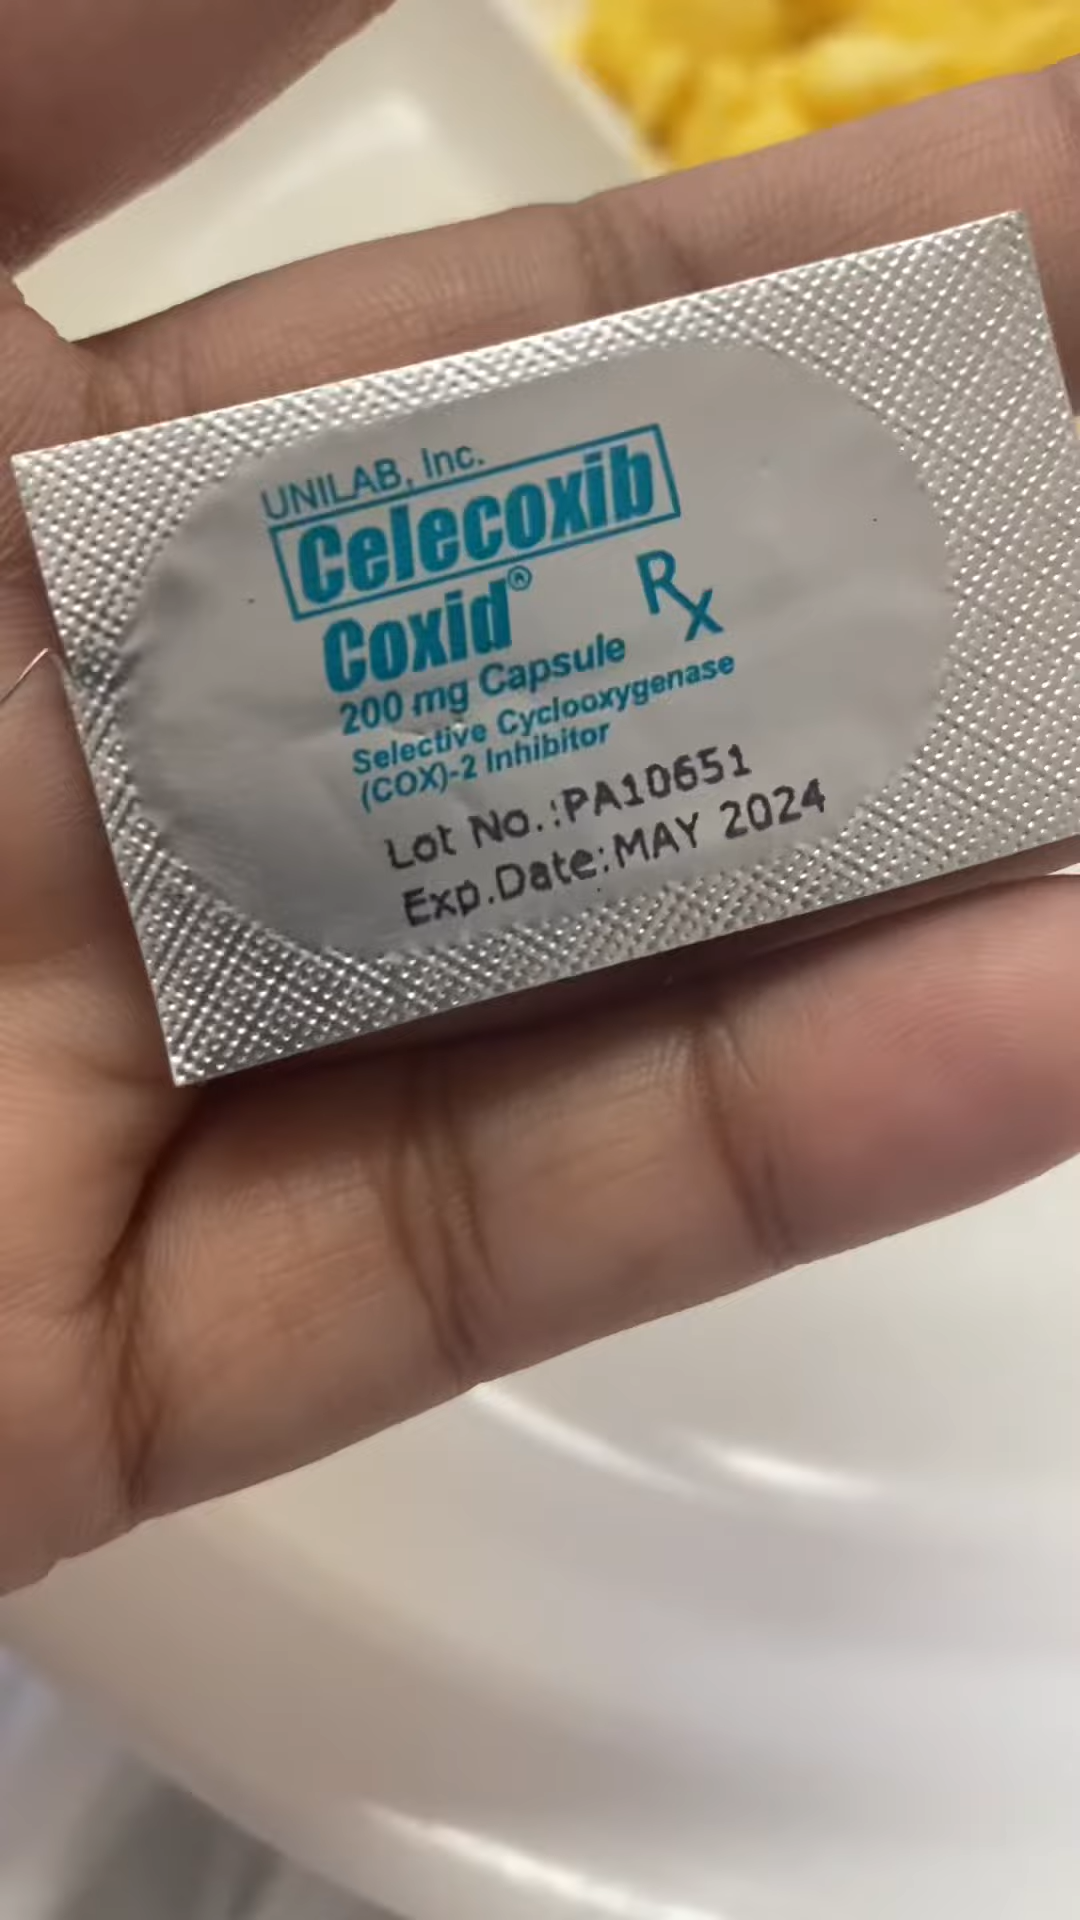 UNILAB, Inc.
Celecoxib
Coxid®
Rx
200 mg Capsule
Selective Cyclooxygenase
(COX)-2 Inhibitor
Lot No.:PA10651
Exp.Date:MAY 2024